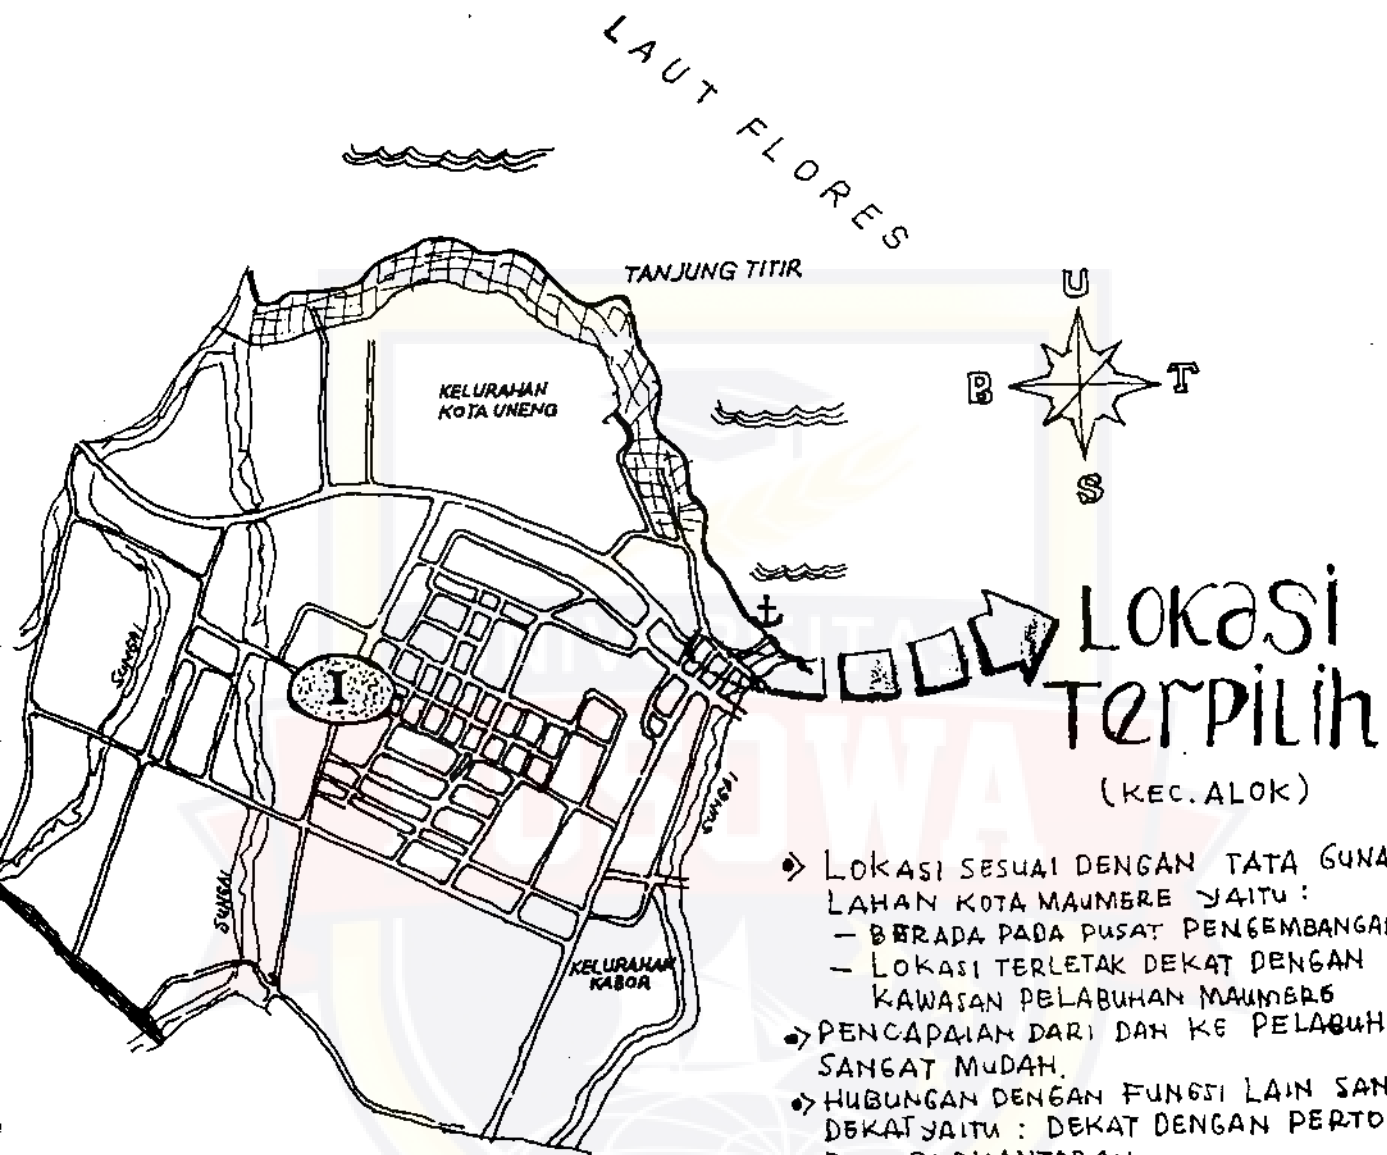 LAUT FLORES
TANJUNG TITIR
U
B
T
S
KELURAHAN
KOTA UNENG
SUNGAI
I
SUNGAI
SUNGAI
KELURAHAN
KABOR
LOKASI
TERPILIH
(KEC. ALOK)
LOKASI SESUAI DENGAN TATA GUNA
LAHAN KOTA MAUMERE YAITU :
- BERADA PADA PUSAT PENGEMBANGAN
- LOKASI TERLETAK DEKAT DENGAN
KAWASAN PELABUHAN MAUMERE
PENCAPAIAN DARI DAN KE PELABUH
SANGAT MUDAH.
HUBUNGAN DENGAN FUNGSI LAIN SAN
DEKAT YAITU : DEKAT DENGAN PERTO
UNIVERSITAS
BOSOWA